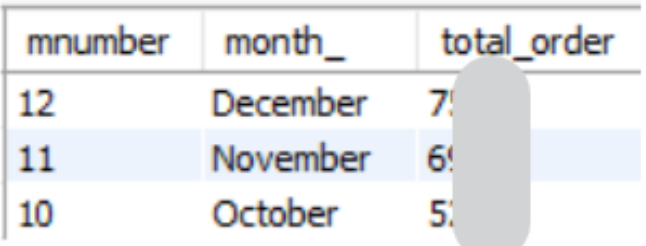 mnumber month_ total_order
12 December
11 November
10 October